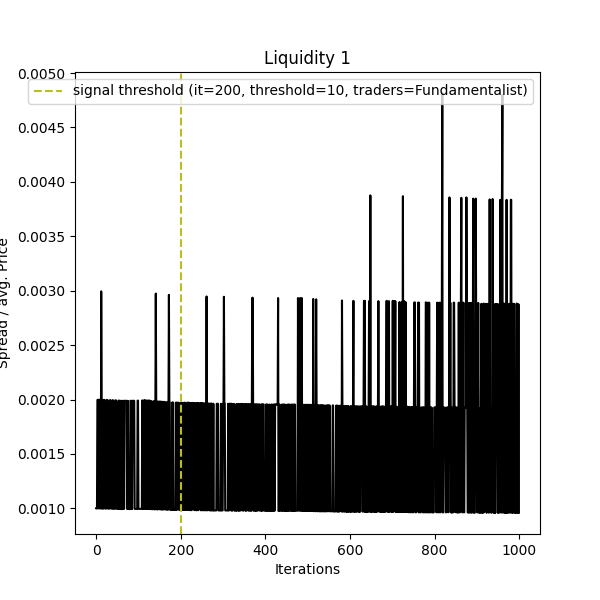 Liquidity 1
signal threshold (it=200, threshold=10, traders=Fundamentalist)
Spread / avg. Price
0.0050
0.0045
0.0040
0.0035
0.0030
0.0025
0.0020
0.0015
0.0010
0 200 400 600 800 1000
Iterations